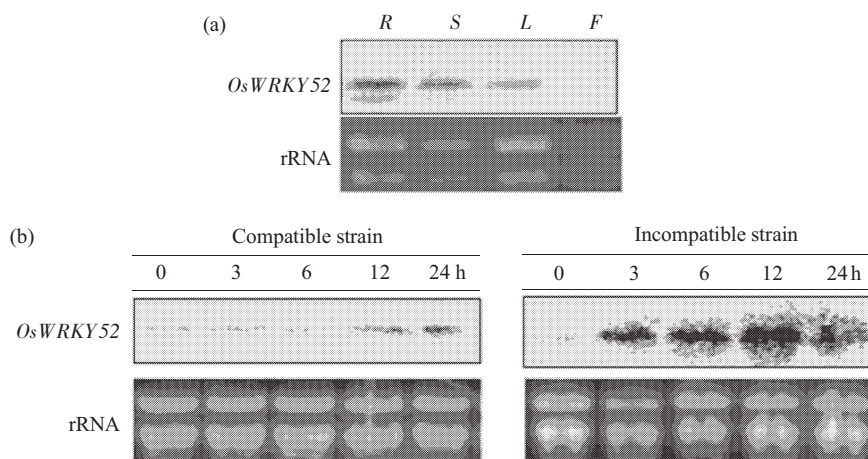 (a)
R S L F
OsWRKY52
rRNA
(b)
Compatible strain
0 3 6 12 24 h
OsWRKY52
rRNA
Incompatible strain
0 3 6 12 24 h